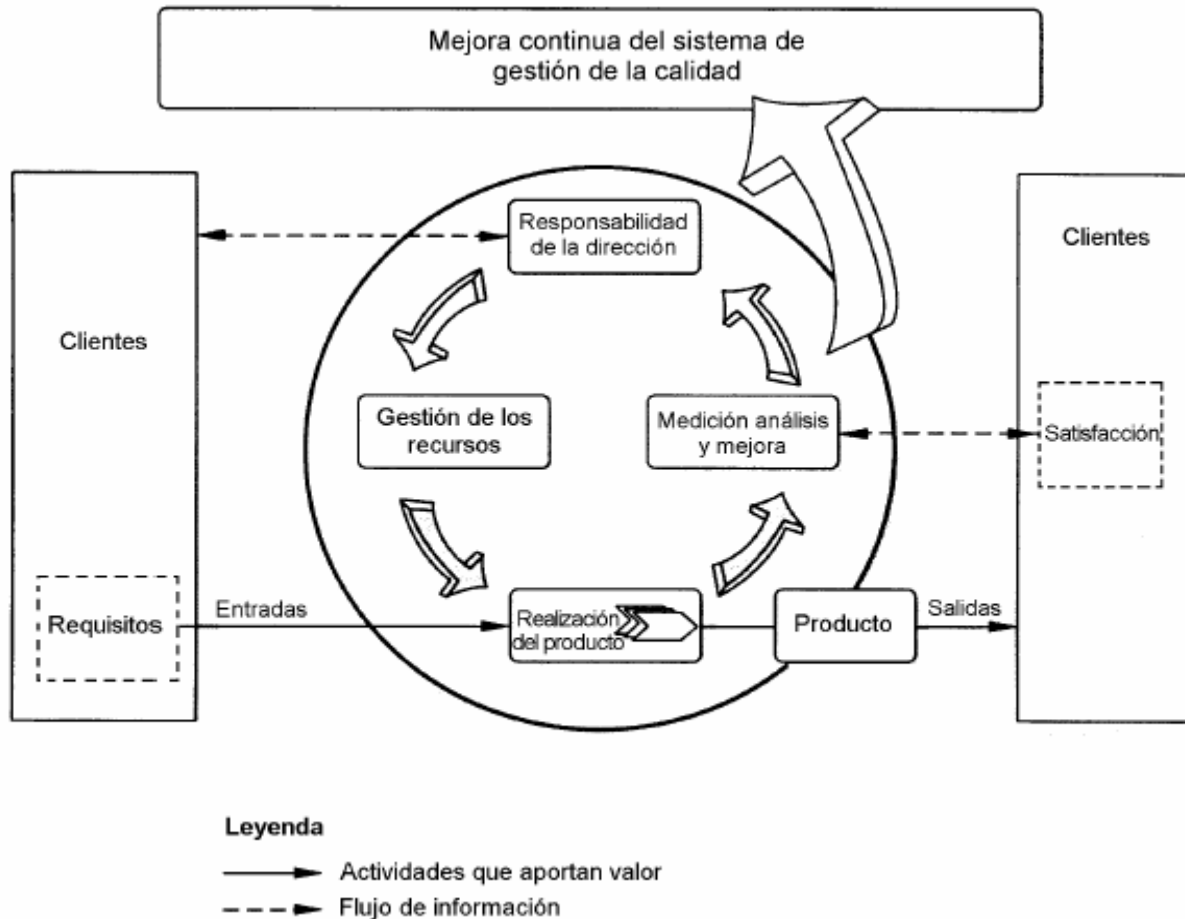 Mejora continua del sistema de
gestión de la calidad
Responsabilidad
de la dirección
Clientes
Clientes
Gestión de los
recursos
Medición análisis
y mejora
Satisfacción
Requisitos
Entradas
Realización
del producto
Producto
Salidas
Leyenda
Actividades que aportan valor
Flujo de información